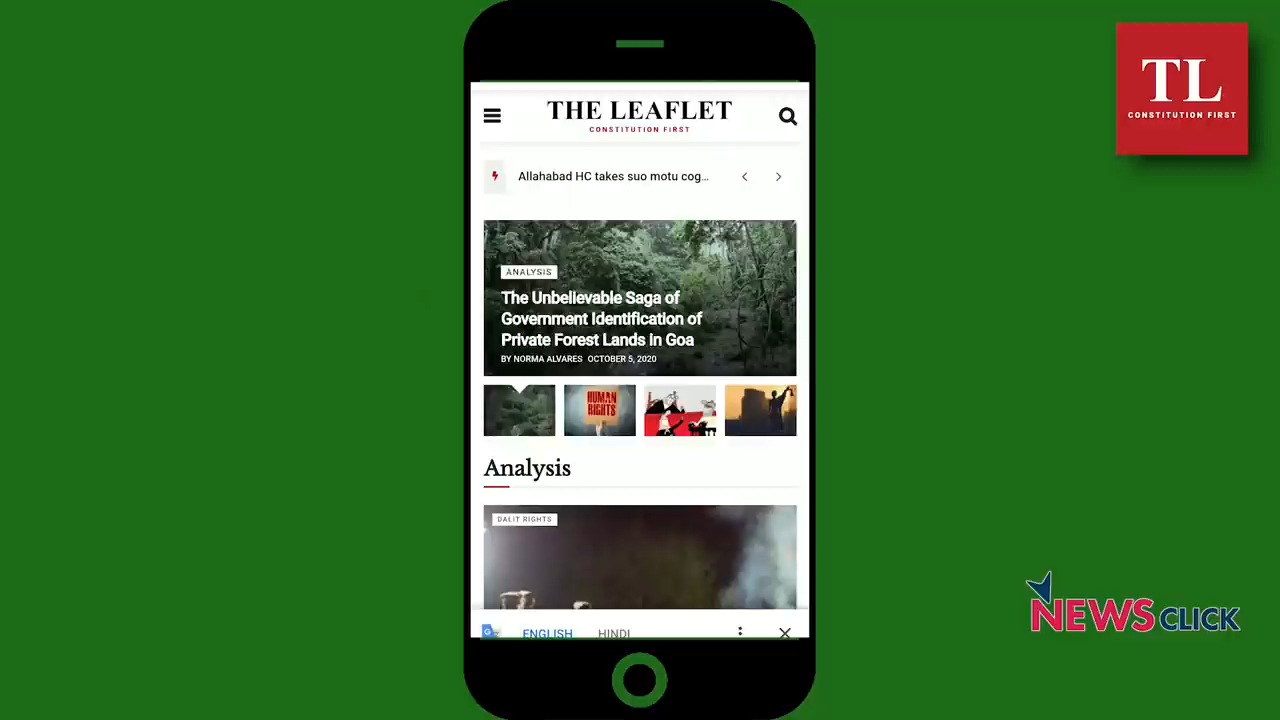 THE LEAFLET
CONSTITUTION FIRST
Allahabad HC takes suo motu cog...
ANALYSIS
The Unbelievable Saga of
Government Identification of
Private Forest Lands in Goa
BY NORMA ALVARES OCTOBER 5, 2020
HUMAN
RIGHTS
Analysis
DALIT RIGHTS
G
ENGLISH HINDI
TL
CONSTITUTION FIRST
NEWSCLICK